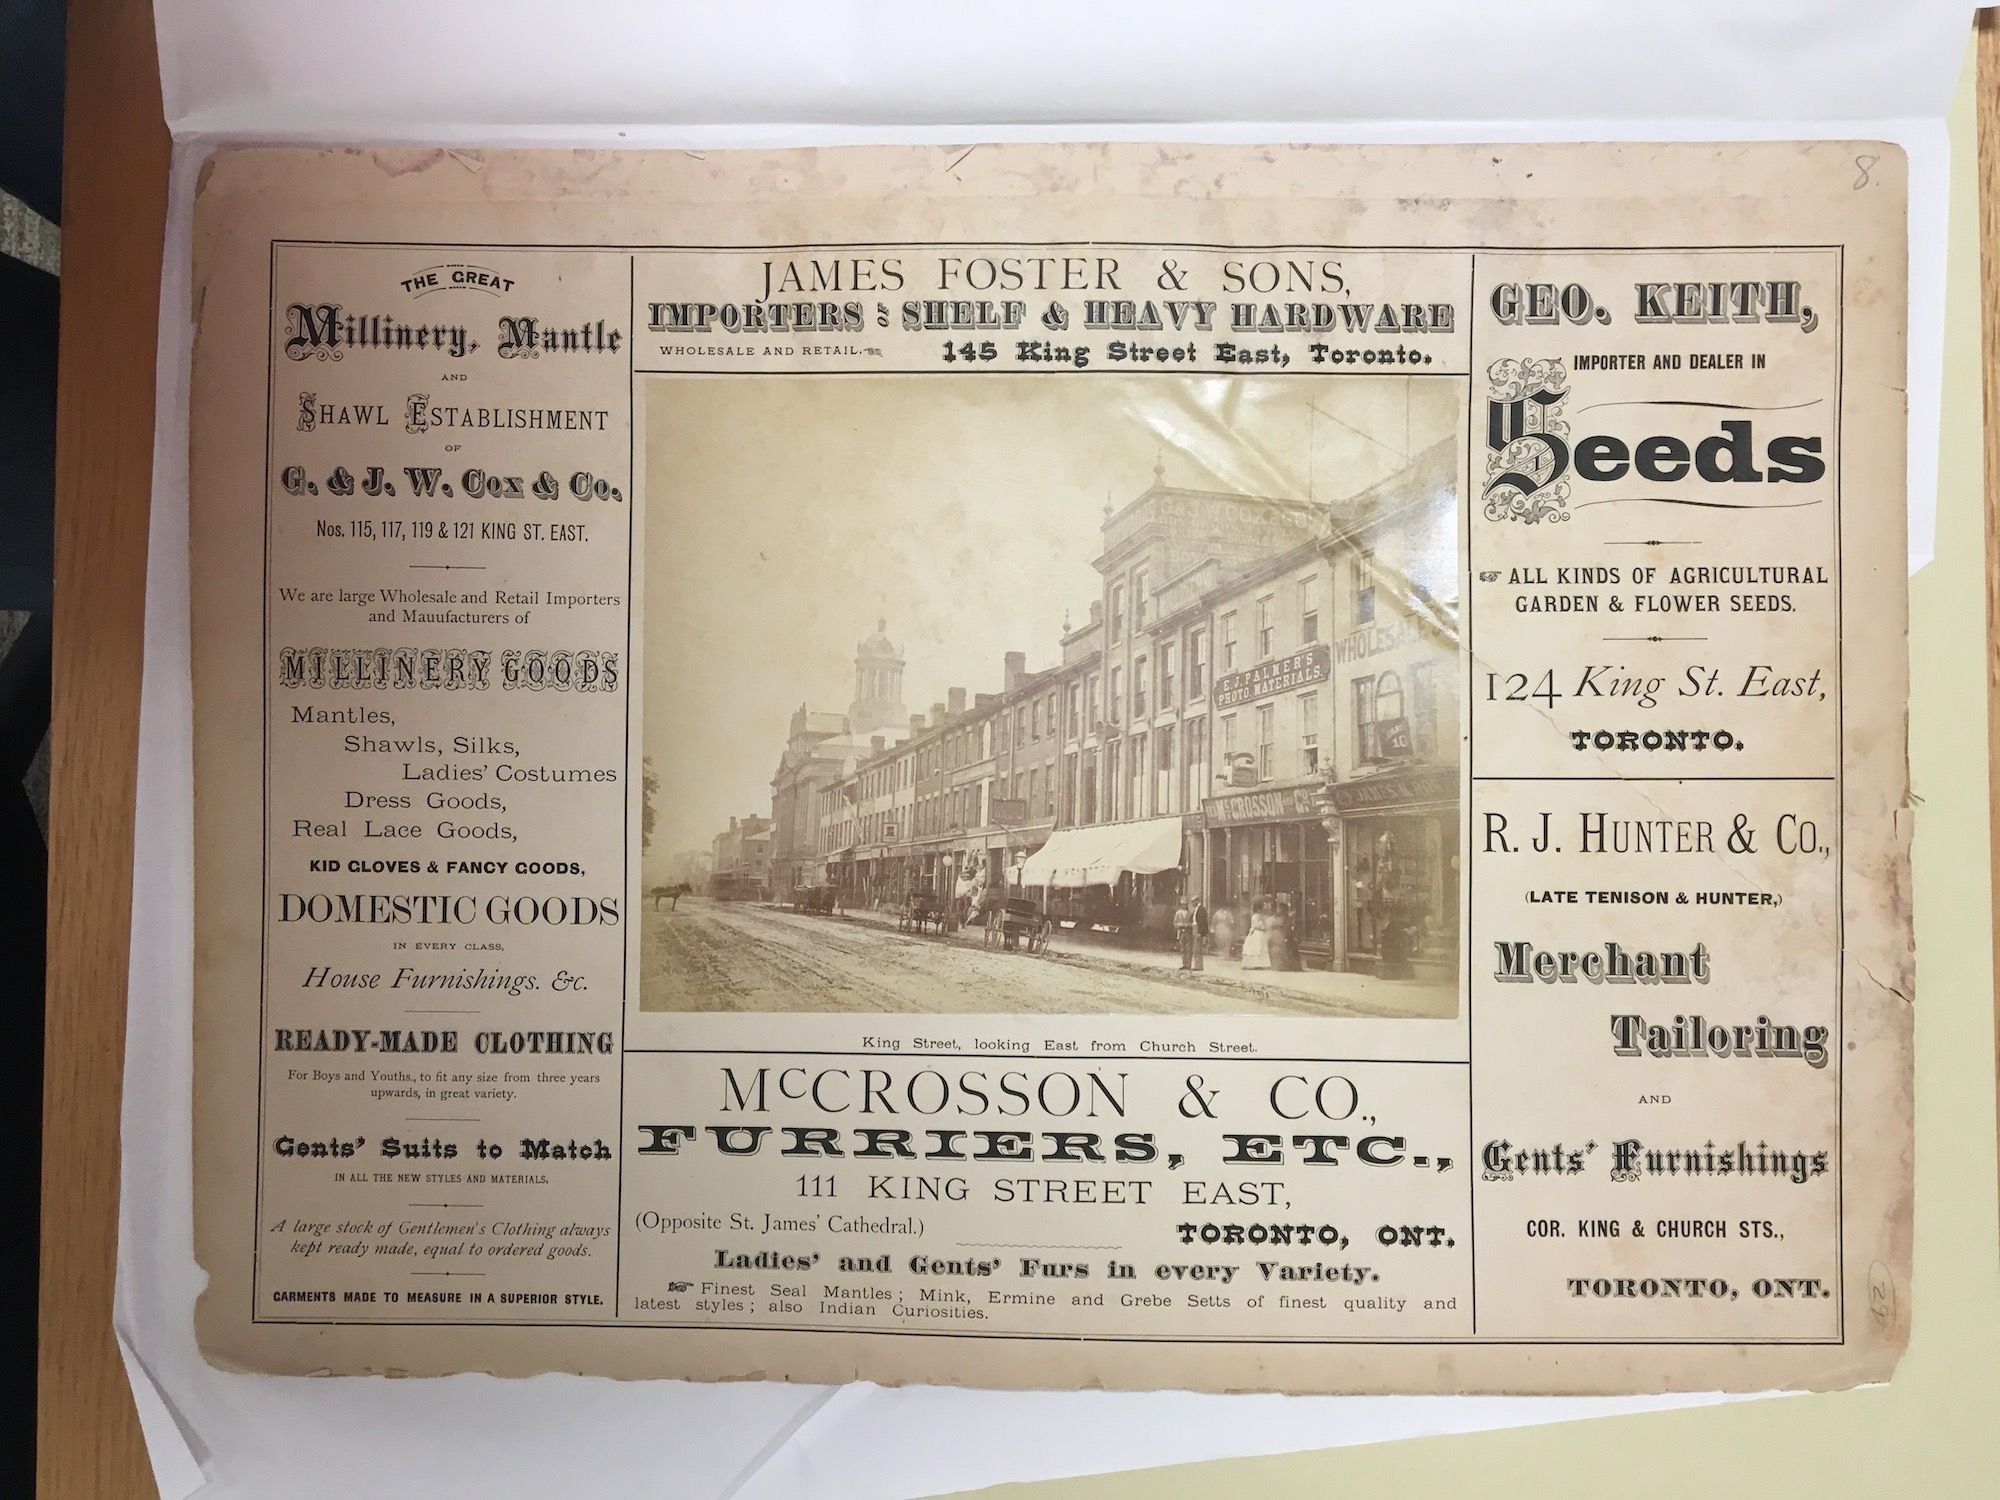 8.
THE GREAT
Millinery, Mantle
AND
SHAWL ESTABLISHMENT
OF
G. & J. W. Cox & Co.
Nos. 115, 117, 119 & 121 KING ST. EAST.
We are large Wholesale and Retail Importers
and Mauufacturers of
MILLINERY GOODS
Mantles,
Shawls, Silks,
Ladies' Costumes
Dress Goods,
Real Lace Goods,
KID GLOVES & FANCY GOODS,
DOMESTIC GOODS
IN EVERY CLASS,
House Furnishings. &c.
READY-MADE CLOTHING
For Boys and Youths., to fit any size from three years
upwards, in great variety.
Gents' Suits to Match
IN ALL THE NEW STYLES AND MATERIALS.
A large stock of Gentlemen's Clothing always
kept ready made, equal to ordered goods.
GARMENTS MADE TO MEASURE IN A SUPERIOR STYLE.
JAMES FOSTER & SONS,
IMPORTERS OF SHELF & HEAVY HARDWARE
WHOLESALE AND RETAIL.
145 King Street East, Toronto.
E. J. PALMER'S
PHOTO. MATERIALS.
WHOLESALE
McCROSSON AND Co
JAMES
10
King Street, looking East from Church Street.
McCROSSON & CO.,
FURRIERS, ETC.,
111 KING STREET EAST,
(Opposite St. James' Cathedral.)
TORONTO, ONT.
Ladies' and Gents' Furs in every Variety.
Finest Seal Mantles; Mink, Ermine and Grebe Setts of finest quality and
latest styles; also Indian Curiosities.
GEO. KEITH,
IMPORTER AND DEALER IN
Seeds
ALL KINDS OF AGRICULTURAL
GARDEN & FLOWER SEEDS.
124 King St. East,
TORONTO.
R. J. HUNTER & CO.,
(LATE TENISON & HUNTER,)
Merchant
Tailoring
AND
Gents' Furnishings
COR. KING & CHURCH STS.,
TORONTO, ONT.